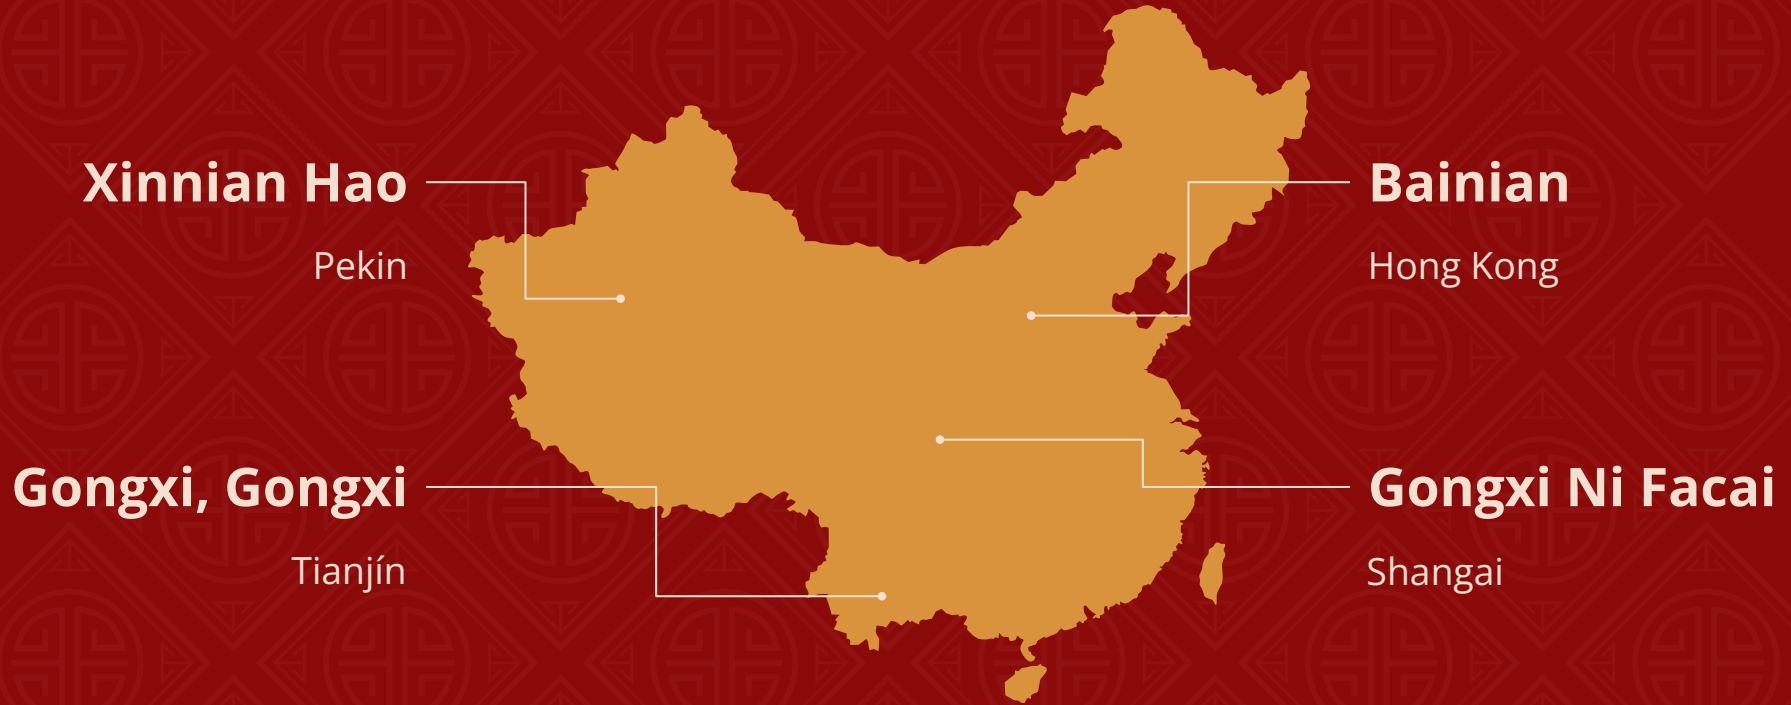 Xinnian Hao
Pekin
Bainian
Hong Kong
Gongxi, Gongxi
Tianjín
Gongxi Ni Facai
Shangai